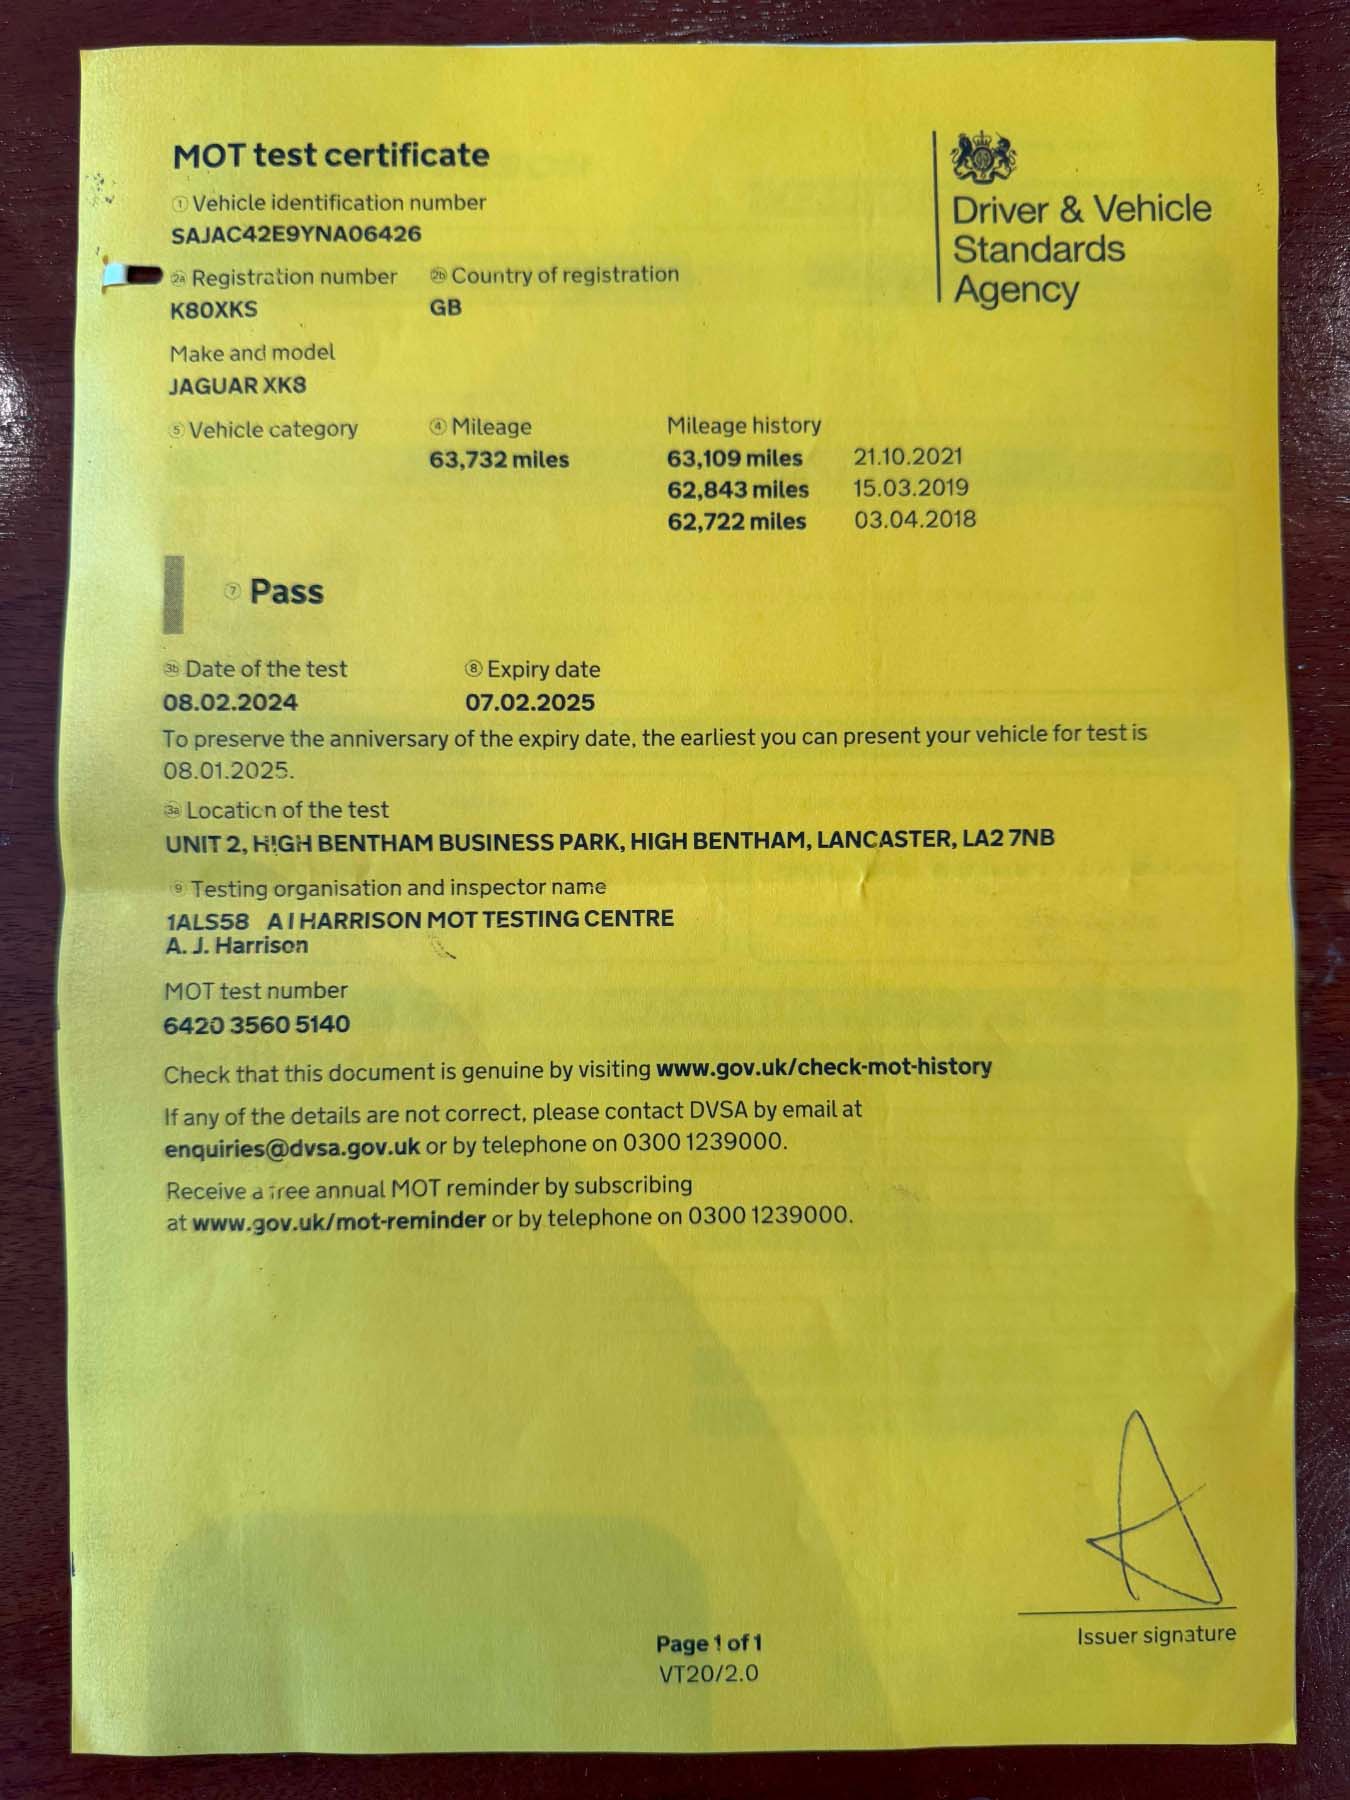 MOT test certificate
Driver & Vehicle
Standards
Agency
1 Vehicle identification number
SAJAC42E9YNA06426
2a Registration number 2b Country of registration
K80XKS GB
Make and model
JAGUAR XK8
5 Vehicle category 4 Mileage Mileage history
63,732 miles 63,109 miles 21.10.2021
62,843 miles 15.03.2019
62,722 miles 03.04.2018
7 Pass
3b Date of the test 8 Expiry date
08.02.2024 07.02.2025
To preserve the anniversary of the expiry date, the earliest you can present your vehicle for test is
08.01.2025.
3a Location of the test
UNIT 2, HIGH BENTHAM BUSINESS PARK, HIGH BENTHAM, LANCASTER, LA2 7NB
9 Testing organisation and inspector name
1ALS58 A I HARRISON MOT TESTING CENTRE
A. J. Harrison
MOT test number
6420 3560 5140
Check that this document is genuine by visiting www.gov.uk/check-mot-history
If any of the details are not correct, please contact DVSA by email at
enquiries@dvsa.gov.uk or by telephone on 0300 1239000.
Receive a free annual MOT reminder by subscribing
at www.gov.uk/mot-reminder or by telephone on 0300 1239000.
Issuer signature
Page 1 of 1
VT20/2.0